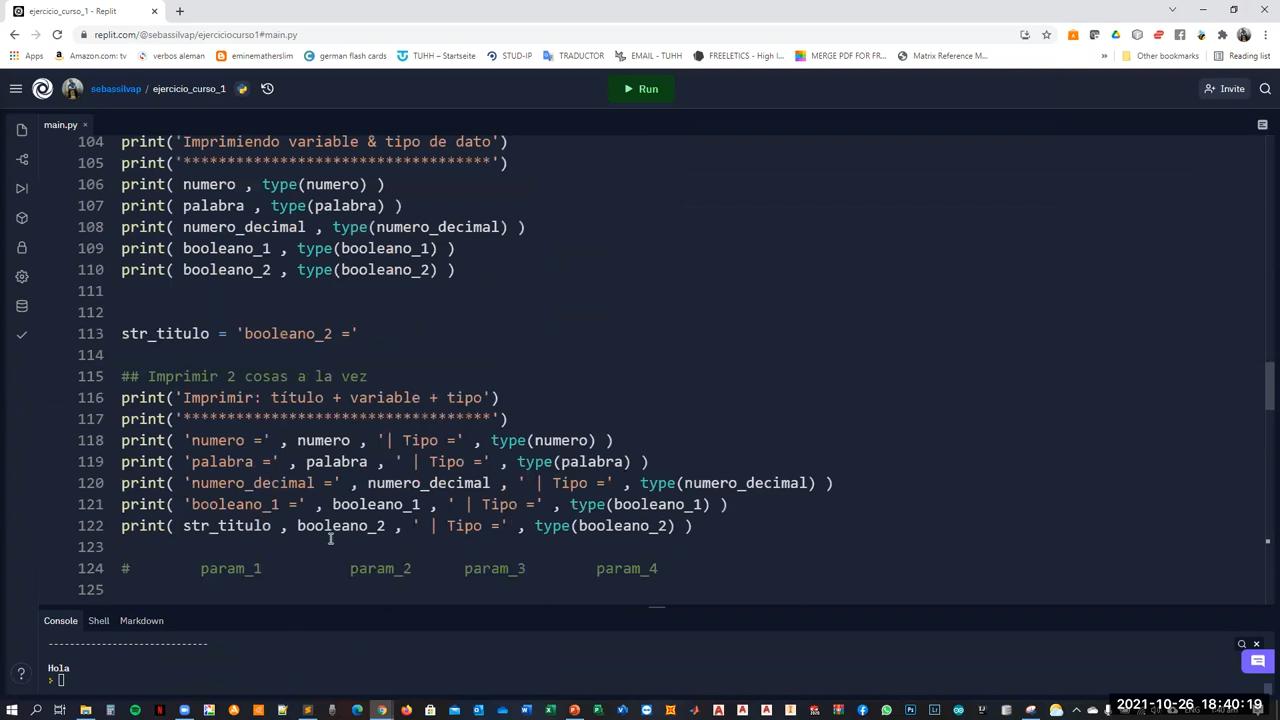 ejercicio_curso_1 - Replit
replit.com/@sebassilvap/ejerciciocurso1#main.py
Apps Amazon.com: tv verbos aleman eminematherslim german flash cards TUHH – Startseite STUD-IP TRADUCTOR EMAIL - TUHH FREELETICS - High I... MERGE PDF FOR FR... Matrix Reference M... Other bookmarks Reading list
sebassilvap / ejercicio_curso_1 Run Invite
main.py
104 print('Imprimiendo variable & tipo de dato')
105 print('***********************************')
106 print( numero , type(numero) )
107 print( palabra , type(palabra) )
108 print( numero_decimal , type(numero_decimal) )
109 print( booleano_1 , type(booleano_1) )
110 print( booleano_2 , type(booleano_2) )
111
112
113 str_titulo = 'booleano_2 ='
114
115 ## Imprimir 2 cosas a la vez
116 print('Imprimir: título + variable + tipo')
117 print('***********************************')
118 print( 'numero =' , numero , '| Tipo =' , type(numero) )
119 print( 'palabra =' , palabra , ' | Tipo =' , type(palabra) )
120 print( 'numero_decimal =' , numero_decimal , ' | Tipo =' , type(numero_decimal) )
121 print( 'booleano_1 =' , booleano_1 , ' | Tipo =' , type(booleano_1) )
122 print( str_titulo , booleano_2 , ' | Tipo =' , type(booleano_2) )
123
124 # param_1 param_2 param_3 param_4
125
Console Shell Markdown
------------------------------
Hola
>
2021-10-26 18:40:19